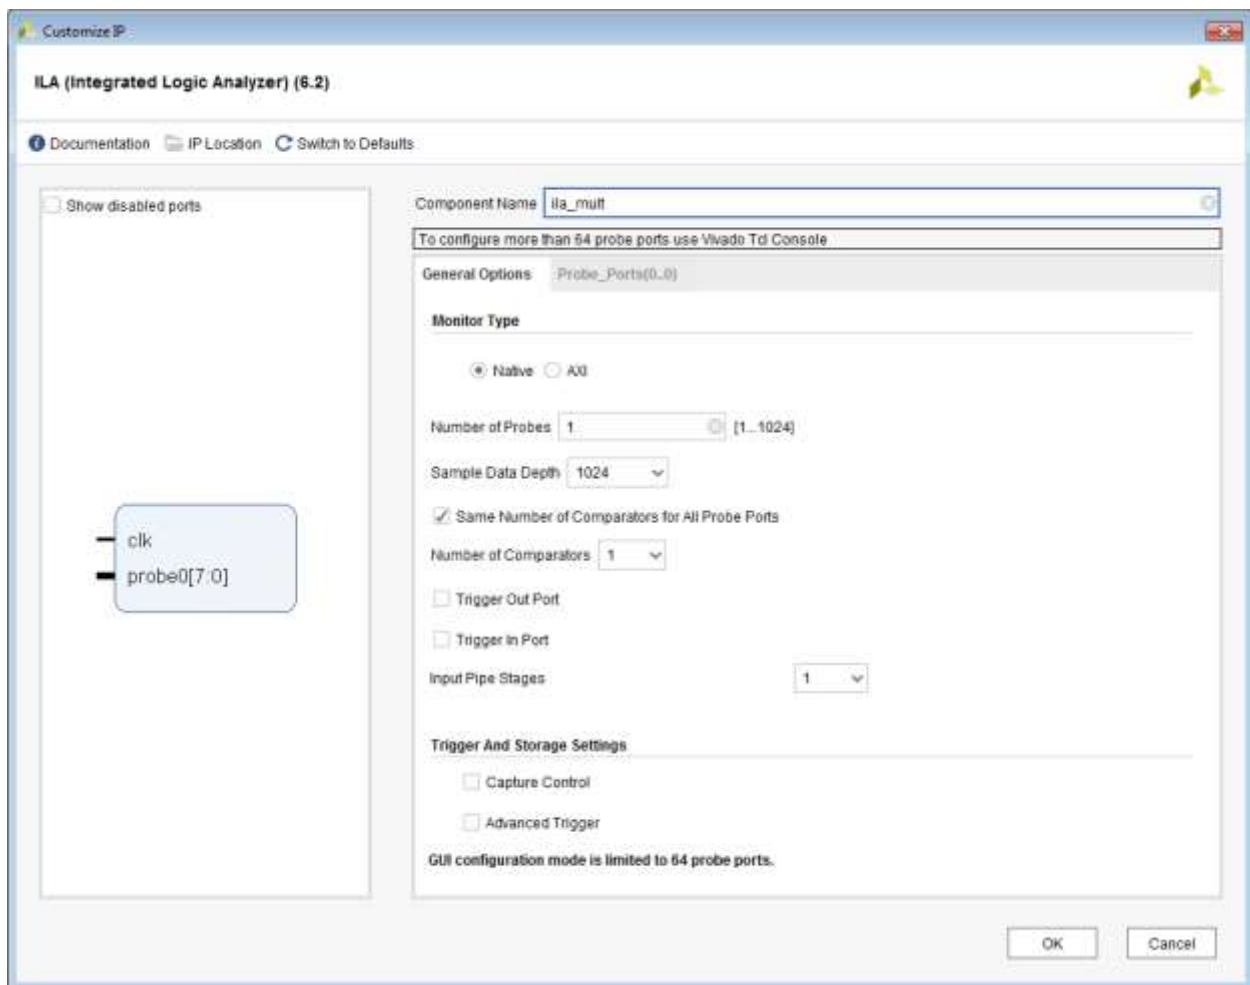 Customize IP
ILA (Integrated Logic Analyzer) (6.2)
Documentation IP Location Switch to Defaults
Show disabled ports
clk
probe0[7:0]
Component Name ila_mult
To configure more than 64 probe ports use Vivado Tcl Console
General Options Probe_Ports(0..0)
Monitor Type
Native AXI
Number of Probes 1 [1...1024]
Sample Data Depth 1024
Same Number of Comparators for All Probe Ports
Number of Comparators 1
Trigger Out Port
Trigger In Port
Input Pipe Stages 1
Trigger And Storage Settings
Capture Control
Advanced Trigger
GUI configuration mode is limited to 64 probe ports.
OK Cancel